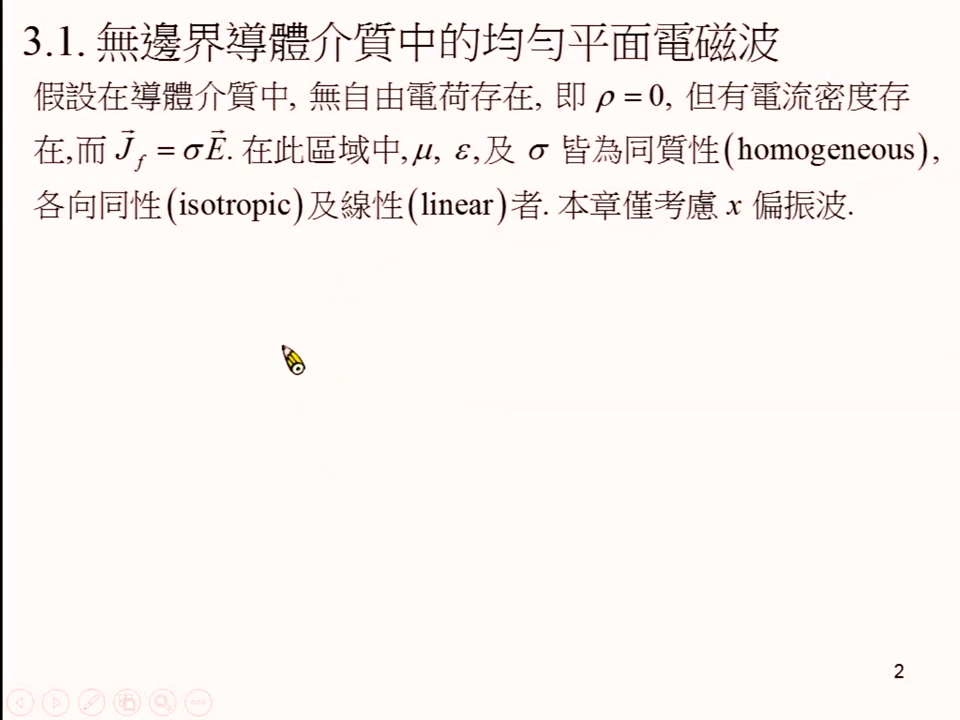 3.1. 無邊界導體介質中的均勻平面電磁波
假設在導體介質中, 無自由電荷存在, 即 ρ = 0, 但有電流密度存
在,而 J⃗_f = σE⃗. 在此區域中, μ, ε, 及 σ 皆為同質性(homogeneous),
各向同性(isotropic)及線性(linear)者. 本章僅考慮 x 偏振波.
2